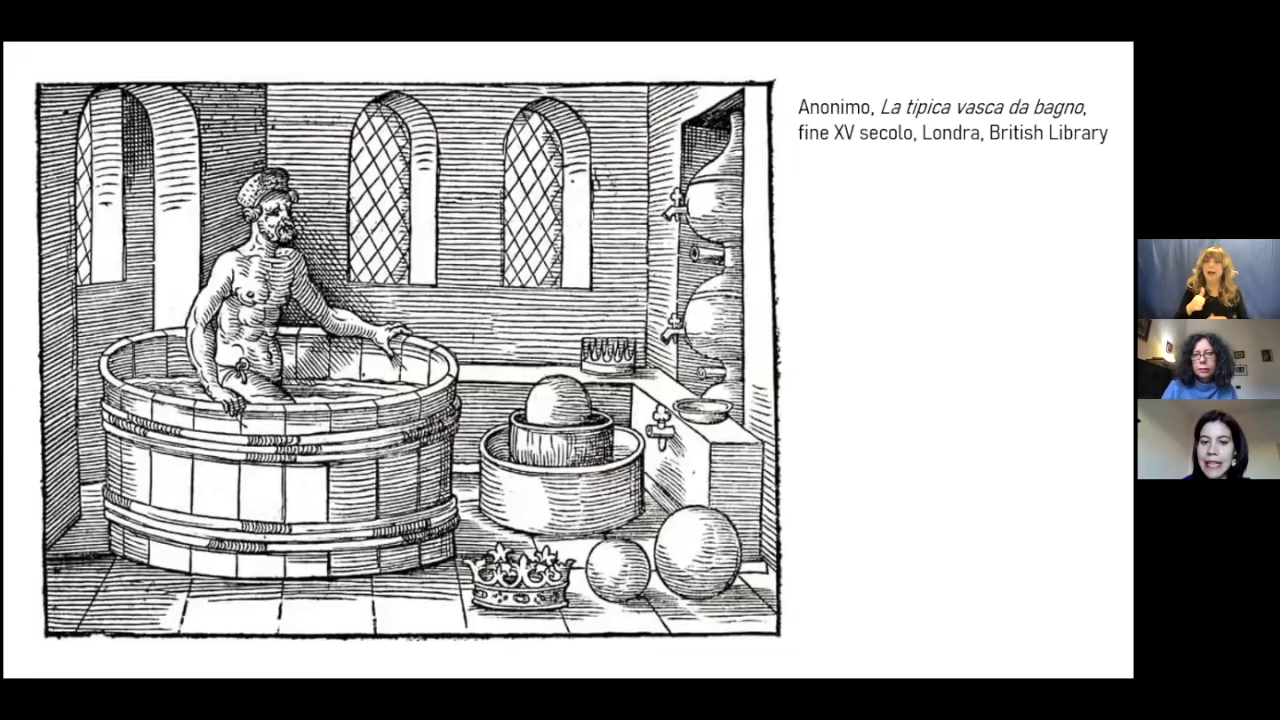 Anonimo, La tipica vasca da bagno,
fine XV secolo, Londra, British Library